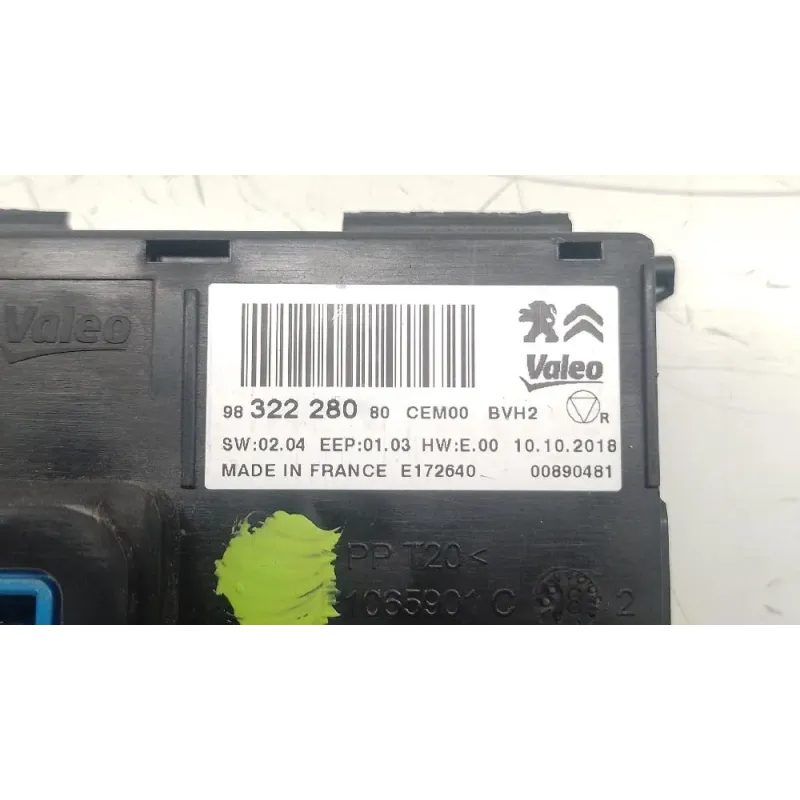 Valeo
Valeo
98 322 280 80 CEM00 BVH2 R
SW:02.04 EEP:01.03 HW:E.00 10.10.2018
MADE IN FRANCE E172640 00890481
PP T20<
1065901 C 2